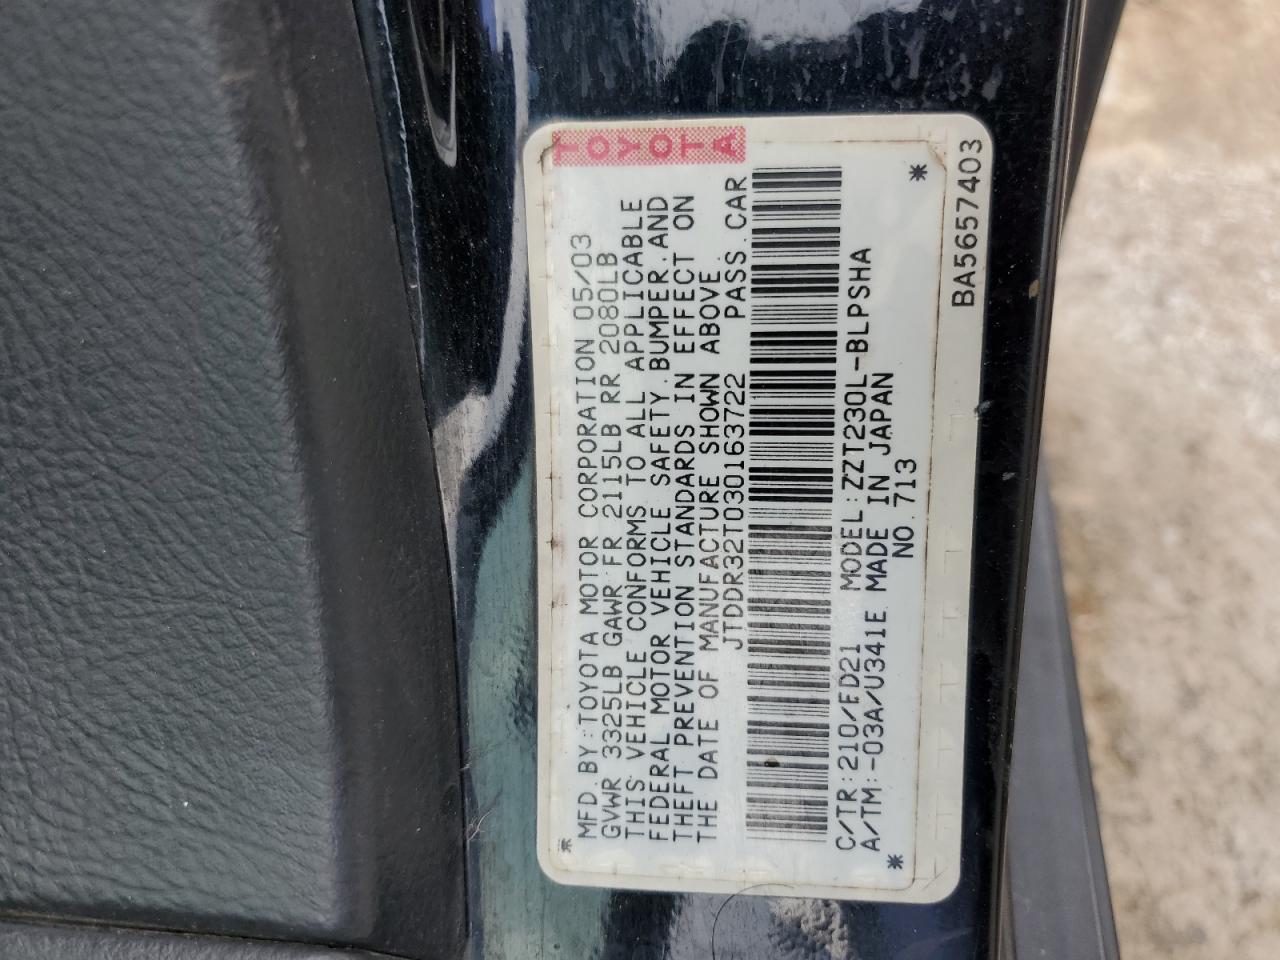 TOYOTA
MFD.BY:TOYOTA MOTOR CORPORATION 05/03
GVWR 3325LB GAWR FR 2115LB RR 2080LB
THIS VEHICLE CONFORMS TO ALL APPLICABLE
FEDERAL MOTOR VEHICLE SAFETY.BUMPER.AND
THEFT PREVENTION STANDARDS IN EFFECT ON
THE DATE OF MANUFACTURE SHOWN ABOVE.
JTDDR32T030163722 PASS.CAR
C/TR:210/FD21 MODEL:ZZT230L-BLPSHA
A/TM:-03A/U341E MADE IN JAPAN
* NO.713 *
BA5657403